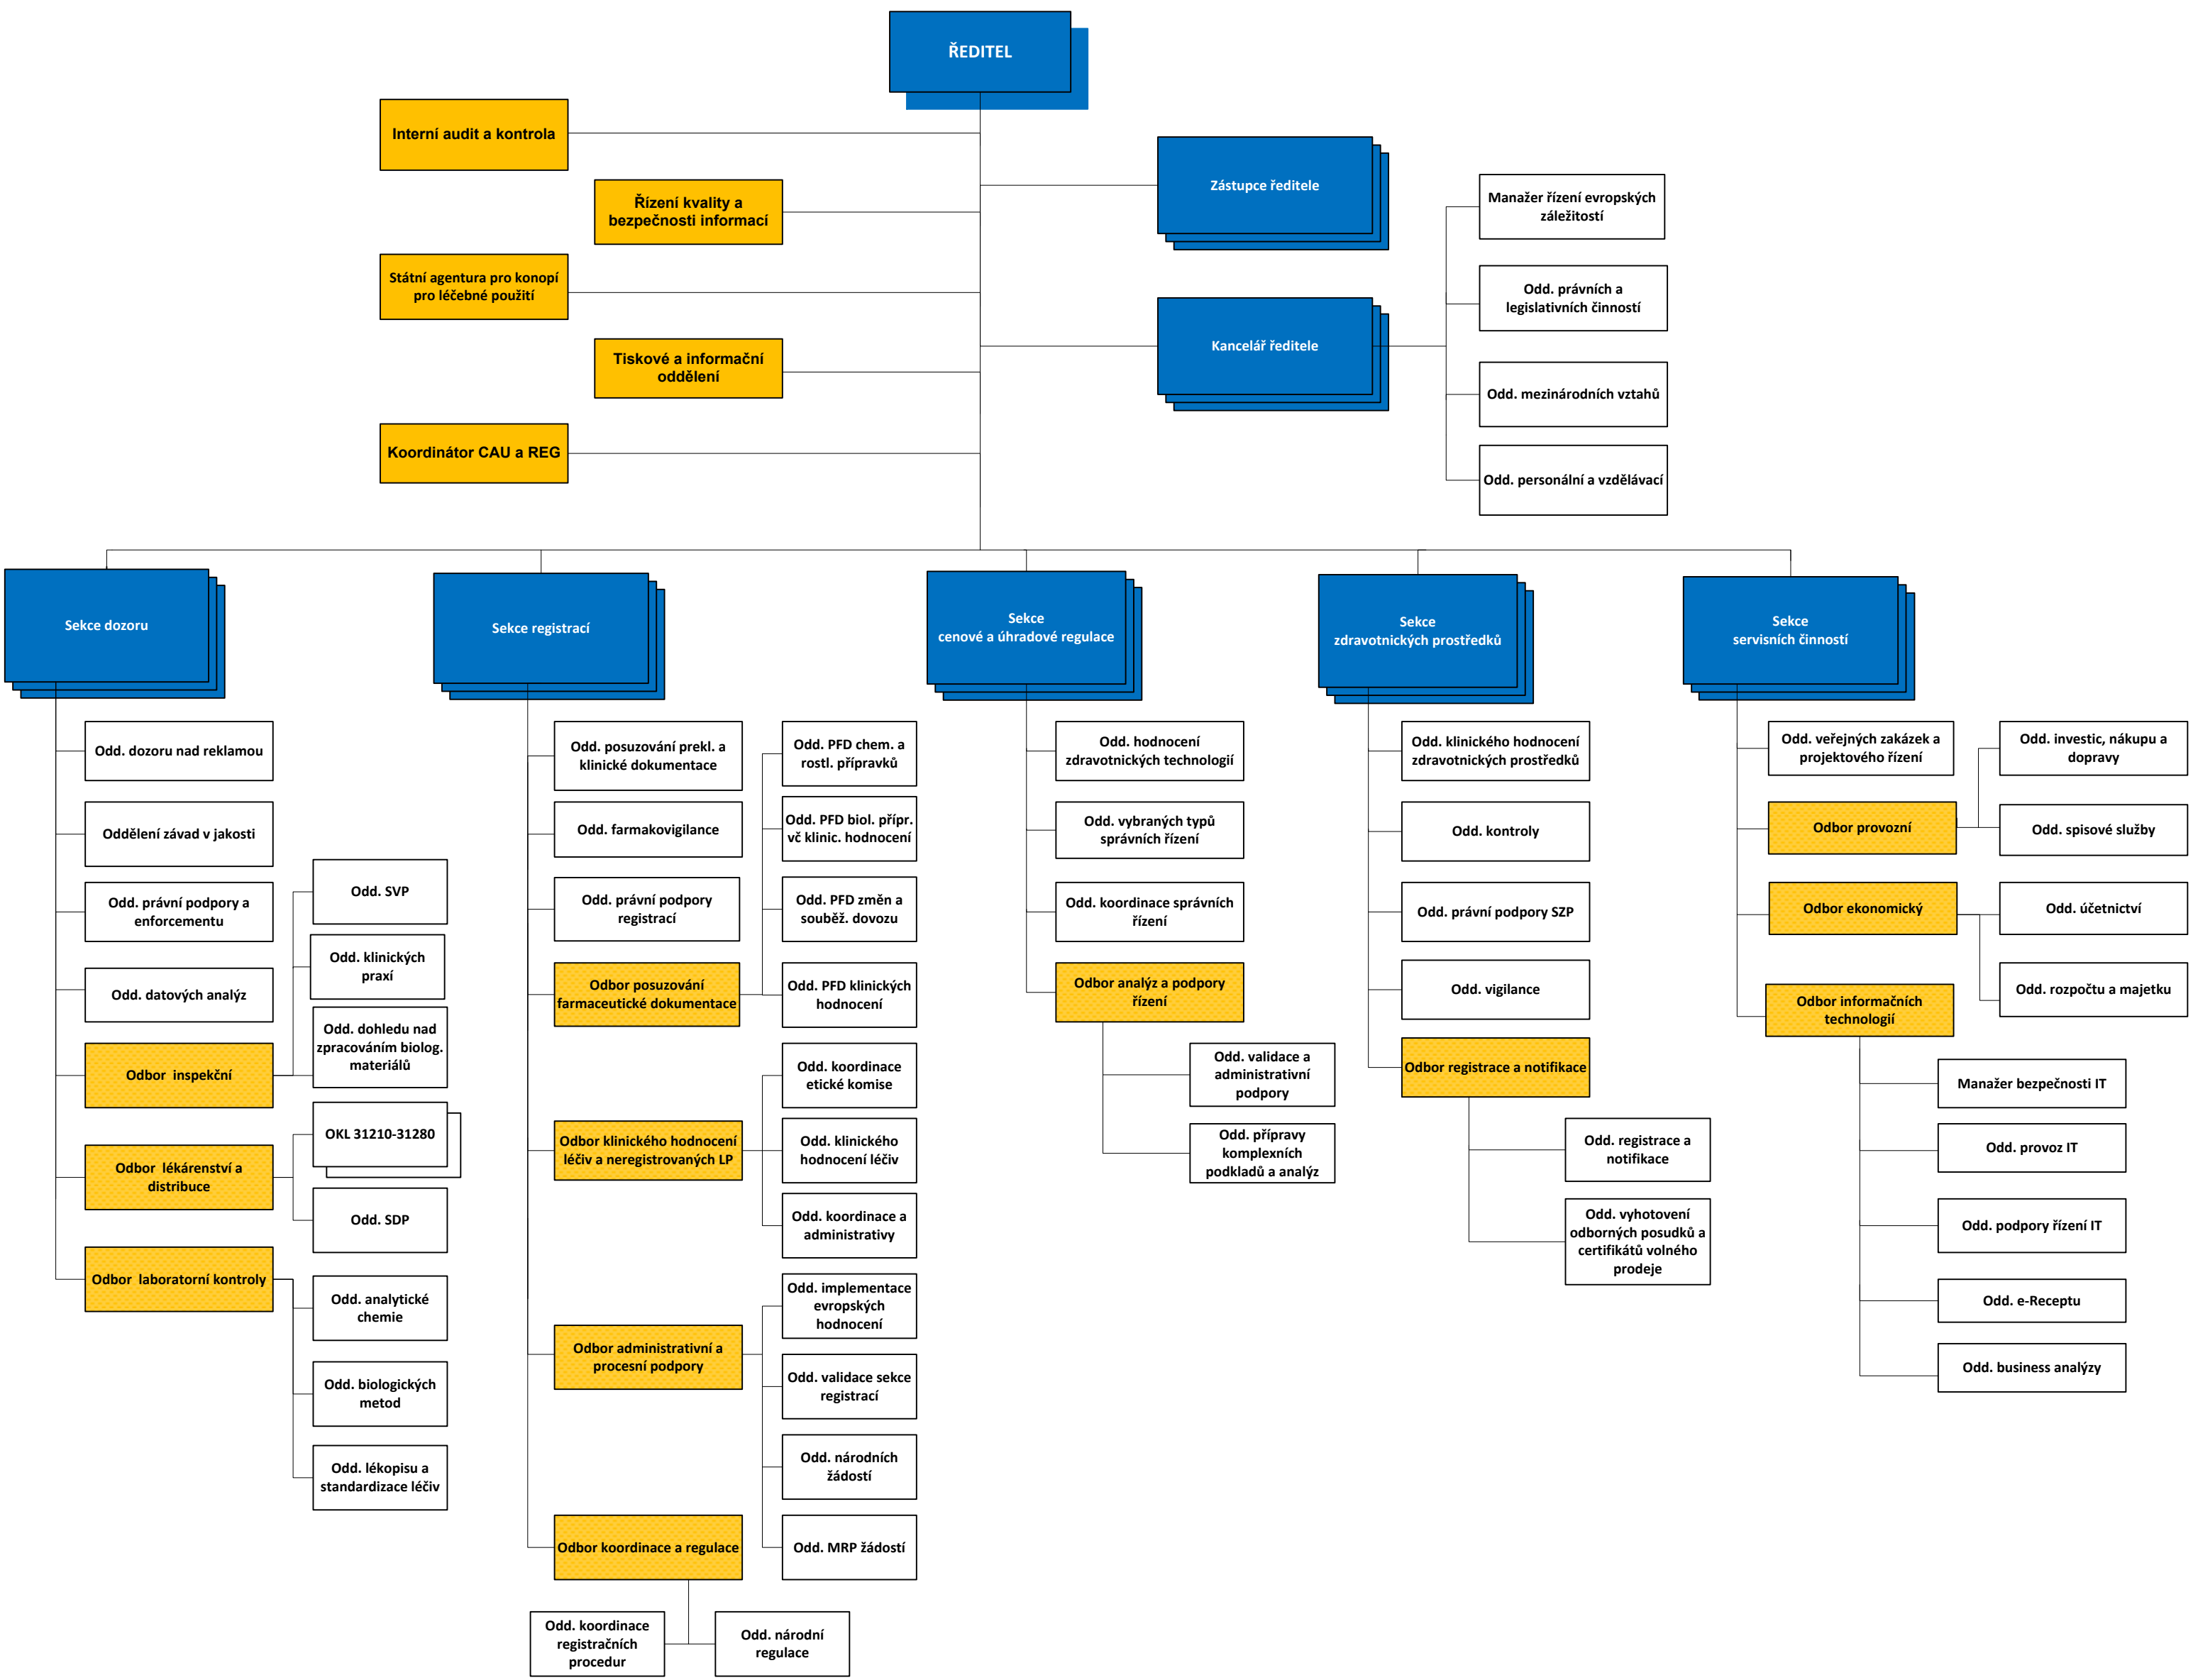 ŘEDITEL
Interní audit a kontrola
Řízení kvality a
bezpečnosti informací
Státní agentura pro konopí
pro léčebné použití
Tiskové a informační
oddělení
Koordinátor CAU a REG
Zástupce ředitele
Kancelář ředitele
Manažer řízení evropských
záležitostí
Odd. právních a
legislativních činností
Odd. mezinárodních vztahů
Odd. personální a vzdělávací
Sekce dozoru
Odd. dozoru nad reklamou
Oddělení závad v jakosti
Odd. právní podpory a
enforcementu
Odd. datových analýz
Odbor inspekční
Odd. SVP
Odd. klinických
praxí
Odd. dohledu nad
zpracováním biolog.
materiálů
Odbor lékárenství a
distribuce
OKL 31210-31280
Odd. SDP
Odbor laboratorní kontroly
Odd. analytické
chemie
Odd. biologických
metod
Odd. lékopisu a
standardizace léčiv
Sekce registrací
Odd. posuzování prekl. a
klinické dokumentace
Odd. farmakovigilance
Odd. právní podpory
registrací
Odbor posuzování
farmaceutické dokumentace
Odd. PFD chem. a
rostl. přípravků
Odd. PFD biol. přípr.
vč klinic. hodnocení
Odd. PFD změn a
souběž. dovozu
Odd. PFD klinických
hodnocení
Odbor klinického hodnocení
léčiv a neregistrovaných LP
Odd. koordinace
etické komise
Odd. klinického
hodnocení léčiv
Odd. koordinace a
administrativy
Odbor administrativní a
procesní podpory
Odd. implementace
evropských
hodnocení
Odd. validace sekce
registrací
Odd. národních
žádostí
Odd. MRP žádostí
Odbor koordinace a regulace
Odd. koordinace
registračních
procedur
Odd. národní
regulace
Sekce
cenové a úhradové regulace
Odd. hodnocení
zdravotnických technologií
Odd. vybraných typů
správních řízení
Odd. koordinace správních
řízení
Odbor analýz a podpory
řízení
Odd. validace a
administrativní
podpory
Odd. přípravy
komplexních
podkladů a analýz
Sekce
zdravotnických prostředků
Odd. klinického hodnocení
zdravotnických prostředků
Odd. kontroly
Odd. právní podpory SZP
Odd. vigilance
Odbor registrace a notifikace
Odd. registrace a
notifikace
Odd. vyhotovení
odborných posudků a
certifikátů volného
prodeje
Sekce
servisních činností
Odd. veřejných zakázek a
projektového řízení
Odbor provozní
Odd. investic, nákupu a
dopravy
Odd. spisové služby
Odbor ekonomický
Odd. účetnictví
Odd. rozpočtu a majetku
Odbor informačních
technologií
Manažer bezpečnosti IT
Odd. provoz IT
Odd. podpory řízení IT
Odd. e-Receptu
Odd. business analýzy